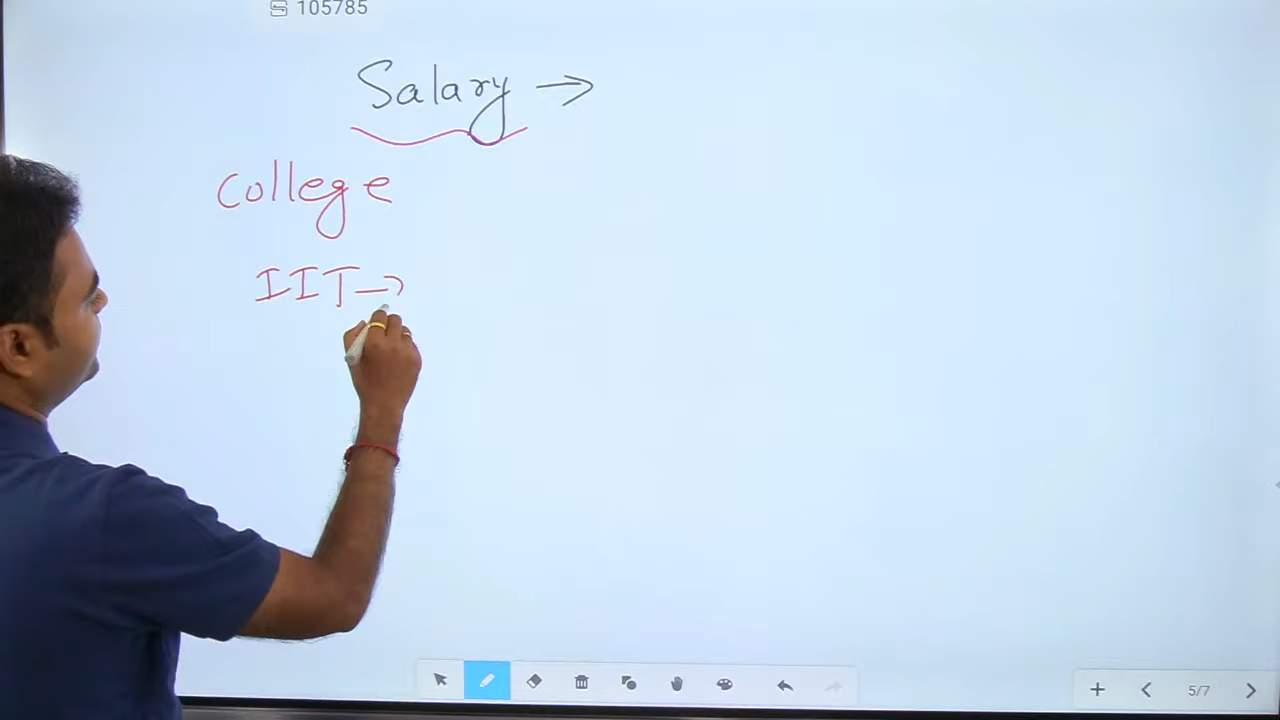 105785
Salary →
College
IIT →
5/7